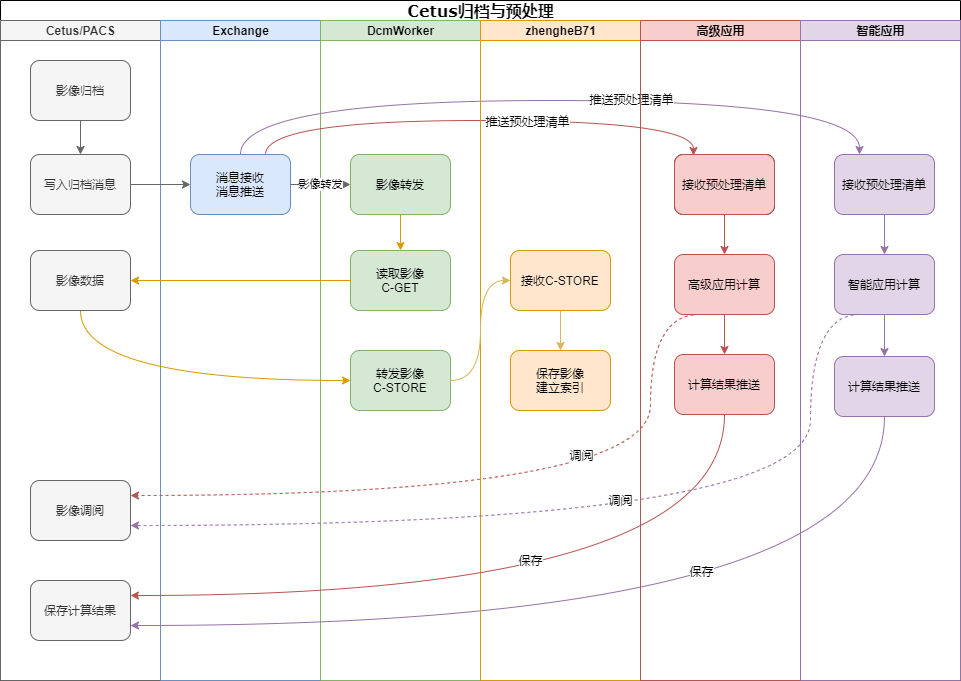 Cetus归档与预处理
Cetus/PACS
Exchange
DcmWorker
zhengheB71
高级应用
智能应用
影像归档
推送预处理清单
推送预处理清单
写入归档消息
消息接收
消息推送
影像转发
影像转发
接收预处理清单
接收预处理清单
影像数据
读取影像
C-GET
接收C-STORE
高级应用计算
智能应用计算
转发影像
C-STORE
保存影像
建立索引
计算结果推送
计算结果推送
调阅
调阅
影像调阅
保存
保存
保存计算结果